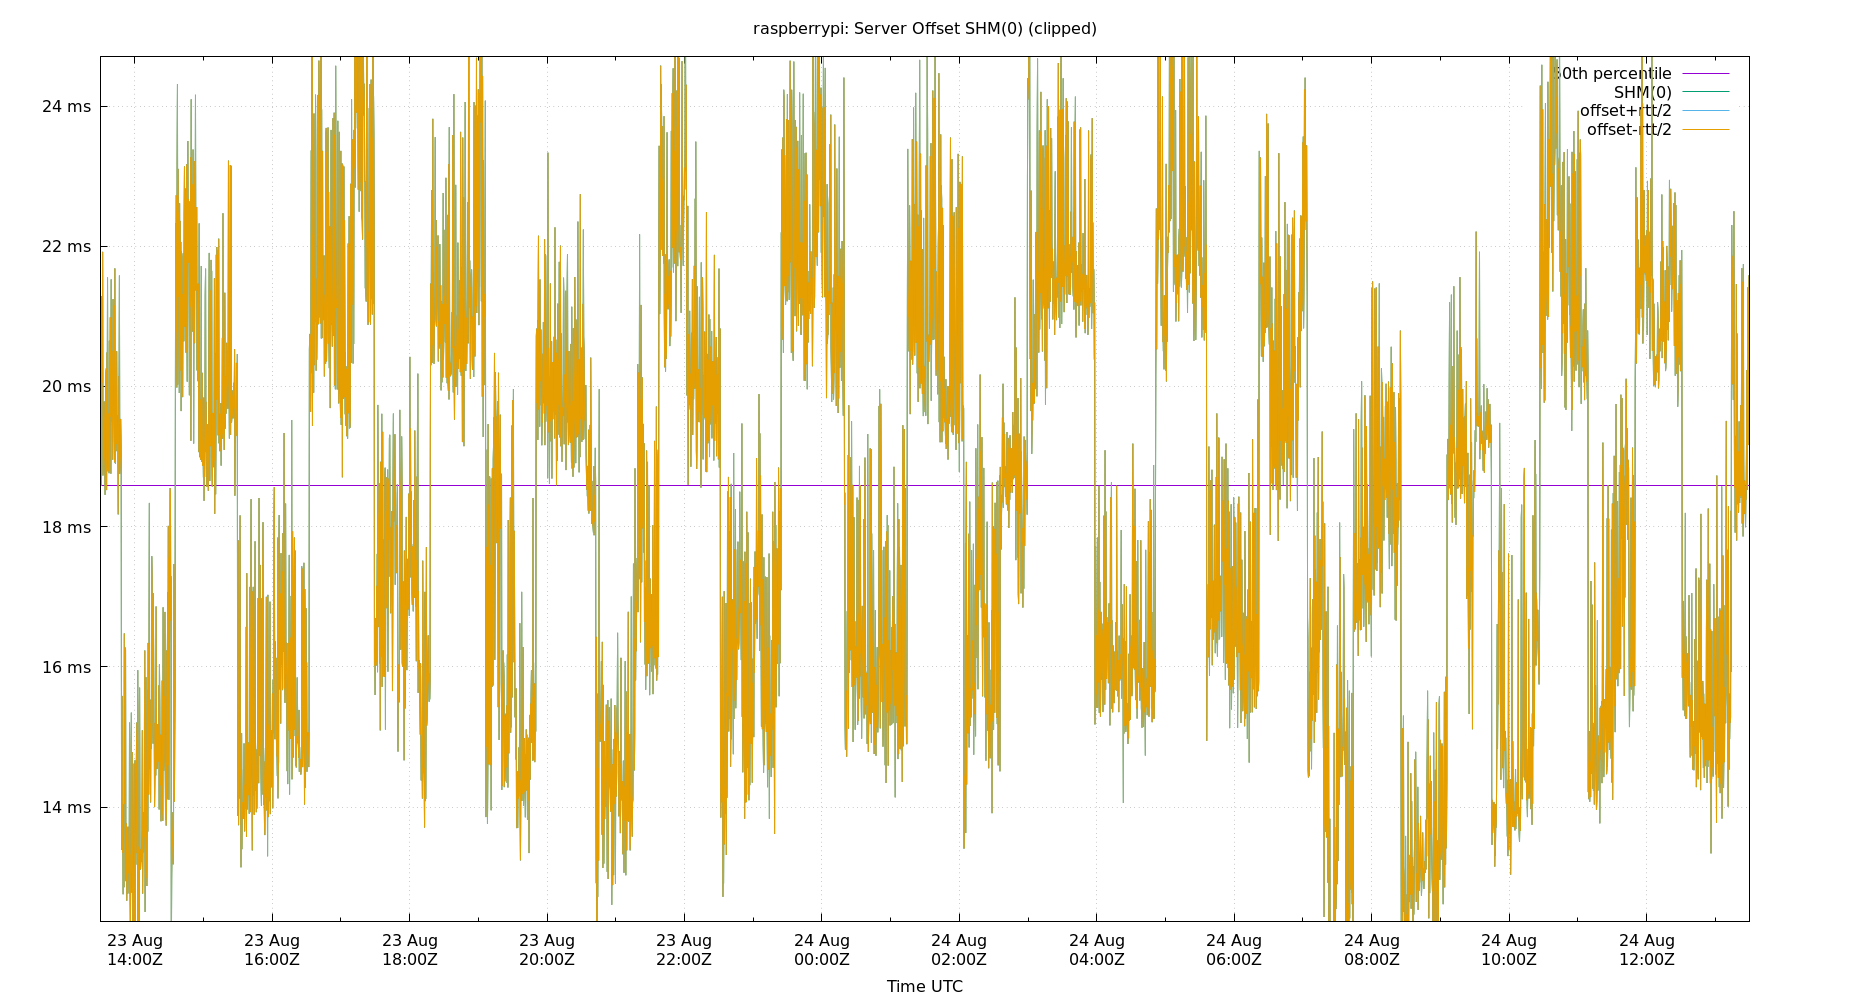 raspberrypi: Server Offset SHM(0) (clipped)
50th percentile
SHM(0)
offset+rtt/2
offset-rtt/2
24 ms
22 ms
20 ms
18 ms
16 ms
14 ms
23 Aug 23 Aug 23 Aug 23 Aug 23 Aug 24 Aug 24 Aug 24 Aug 24 Aug 24 Aug 24 Aug 24 Aug
14:00Z 16:00Z 18:00Z 20:00Z 22:00Z 00:00Z 02:00Z 04:00Z 06:00Z 08:00Z 10:00Z 12:00Z
Time UTC